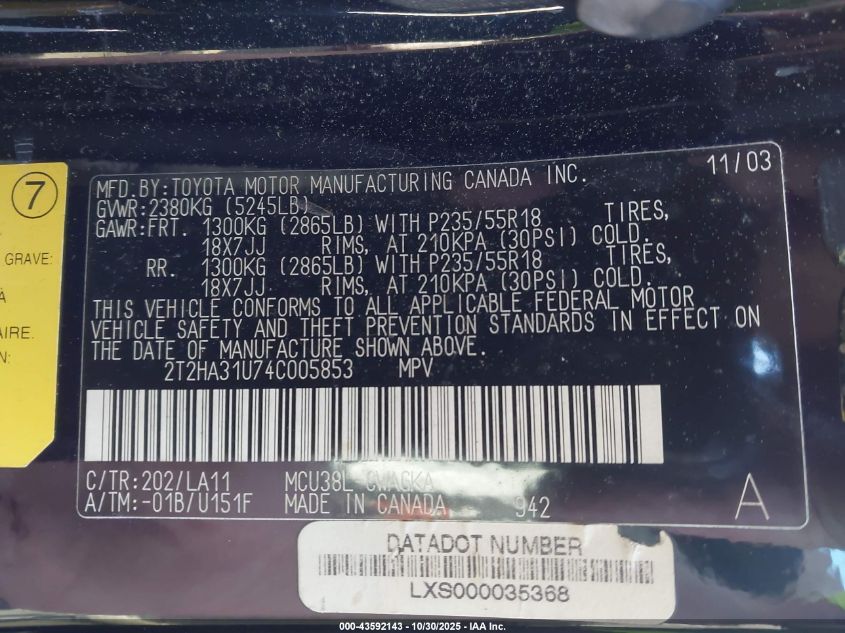 7
GRAVE:
À
AIRE.
N:
MFD.BY:TOYOTA MOTOR MANUFACTURING CANADA INC. 11/03
GVWR:2380KG (5245LB)
GAWR:FRT. 1300KG (2865LB) WITH P235/55R18 TIRES,
18X7JJ RIMS, AT 210KPA (30PSI) COLD.
RR. 1300KG (2865LB) WITH P235/55R18 TIRES,
18X7JJ RIMS, AT 210KPA (30PSI) COLD.
THIS VEHICLE CONFORMS TO ALL APPLICABLE FEDERAL MOTOR
VEHICLE SAFETY AND THEFT PREVENTION STANDARDS IN EFFECT ON
THE DATE OF MANUFACTURE SHOWN ABOVE.
2T2HA31U74C005853 MPV
C/TR:202/LA11 MCU38L-GWAGKA
A/TM:-01B/U151F MADE IN CANADA 942 A
DATADOT NUMBER
LXS000035368
000-43592143 - 10/30/2025 - IAA Inc.